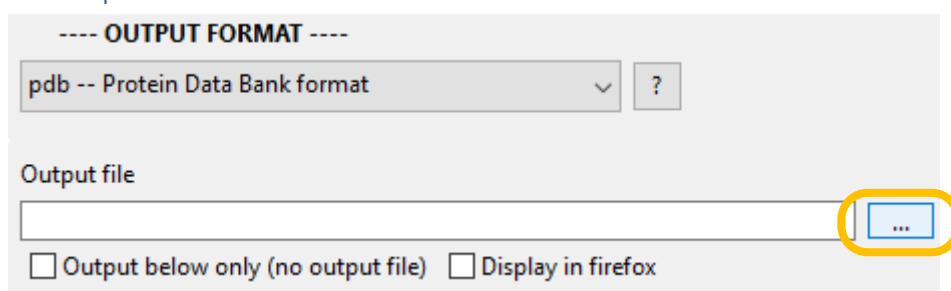 ---- OUTPUT FORMAT ----
pdb -- Protein Data Bank format ?
Output file
...
Output below only (no output file) Display in firefox